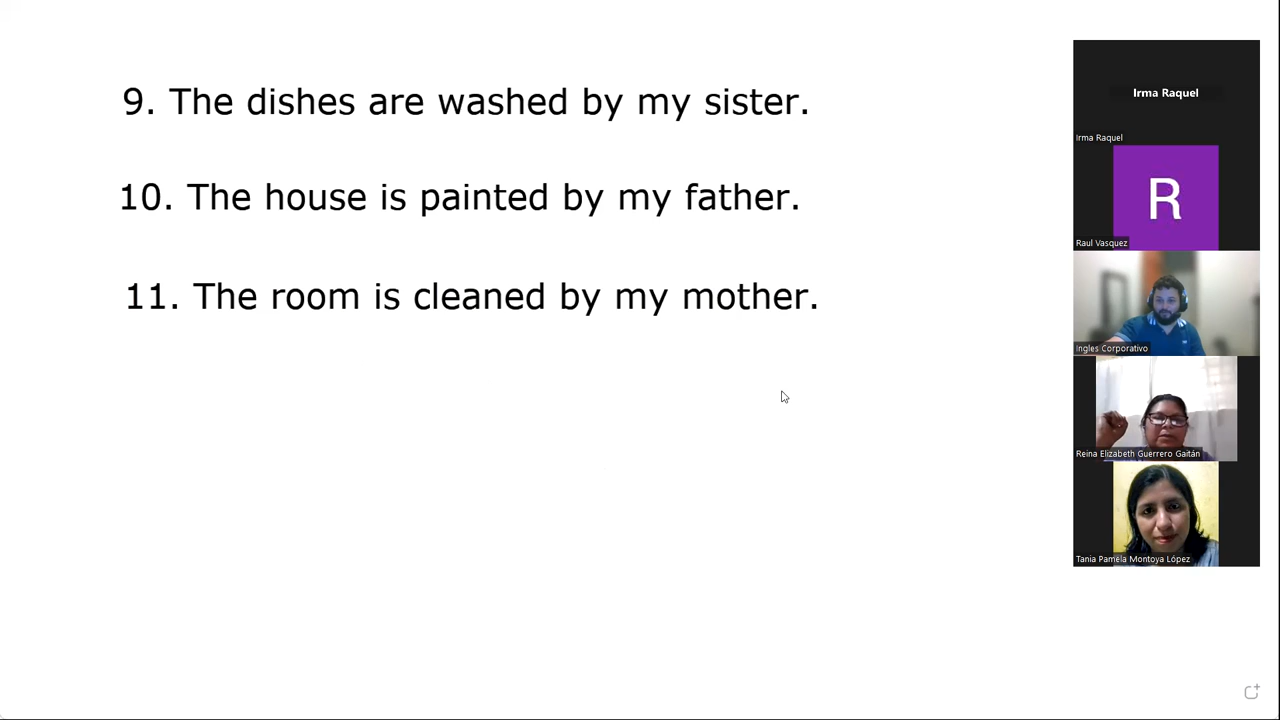 9. The dishes are washed by my sister.
10. The house is painted by my father.
11. The room is cleaned by my mother.
Irma Raquel
Irma Raquel
R
Raul Vasquez
Ingles Corporativo
Reina Elizabeth Guerrero Gaitán
Tania Pamela Montoya López